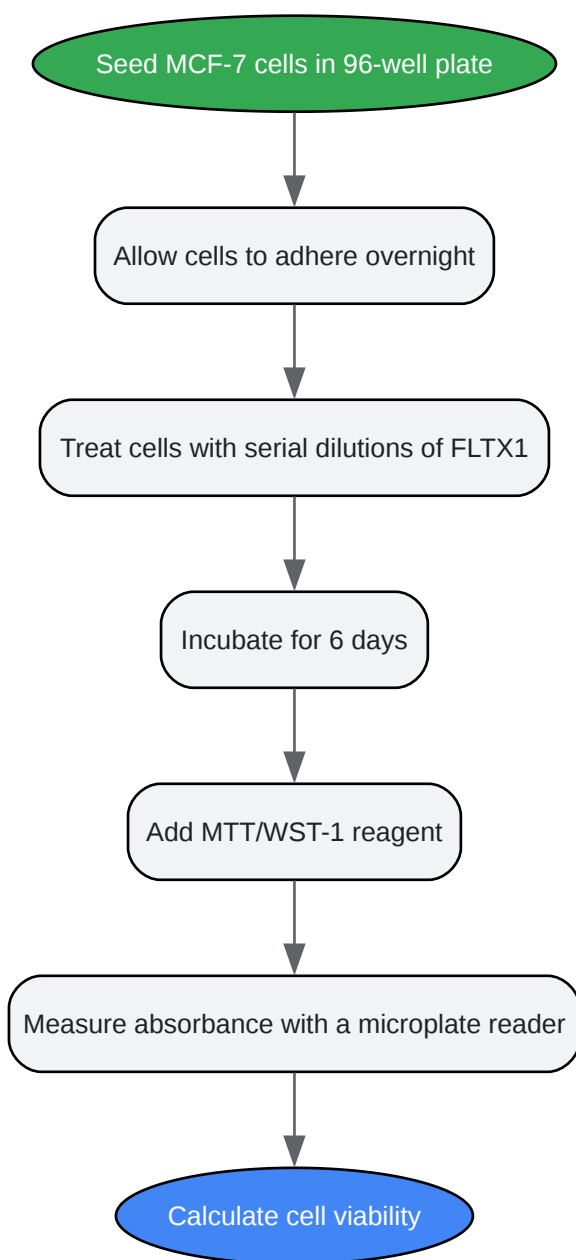 Seed MCF-7 cells in 96-well plate
Allow cells to adhere overnight
Treat cells with serial dilutions of FLTX1
Incubate for 6 days
Add MTT/WST-1 reagent
Measure absorbance with a microplate reader
Calculate cell viability